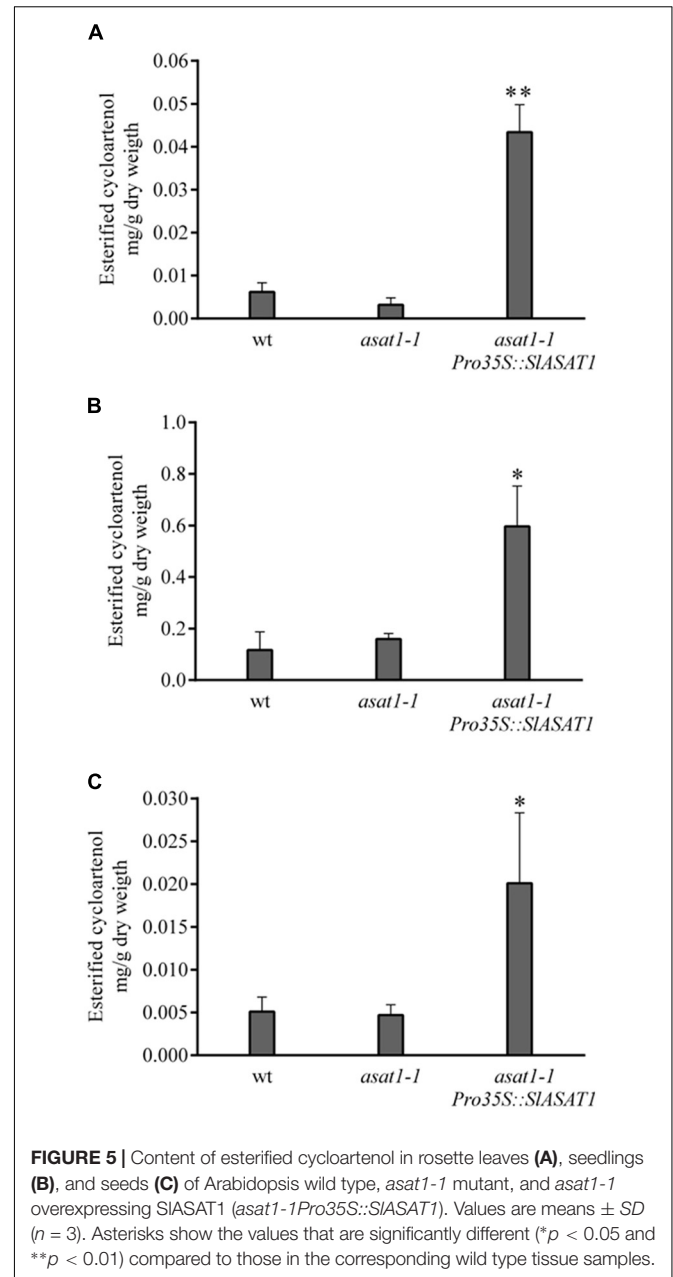 A
Esterified cycloartenol
mg/g dry weigth
0.06
0.05
0.04
0.03
0.02
0.01
0.00
**
wt
asat1-1
asat1-1
Pro35S::SlASAT1
B
Esterified cycloartenol
mg/g dry weigth
1.0
0.8
0.6
0.4
0.2
0.0
*
wt
asat1-1
asat1-1
Pro35S::SlASAT1
C
Esterified cycloartenol
mg/g dry weigth
0.030
0.025
0.020
0.015
0.010
0.005
0.000
*
wt
asat1-1
asat1-1
Pro35S::SlASAT1
FIGURE 5 | Content of esterified cycloartenol in rosette leaves (A), seedlings
(B), and seeds (C) of Arabidopsis wild type, asat1-1 mutant, and asat1-1
overexpressing SlASAT1 (asat1-1Pro35S::SlASAT1). Values are means ± SD
(n = 3). Asterisks show the values that are significantly different (*p < 0.05 and
**p < 0.01) compared to those in the corresponding wild type tissue samples.